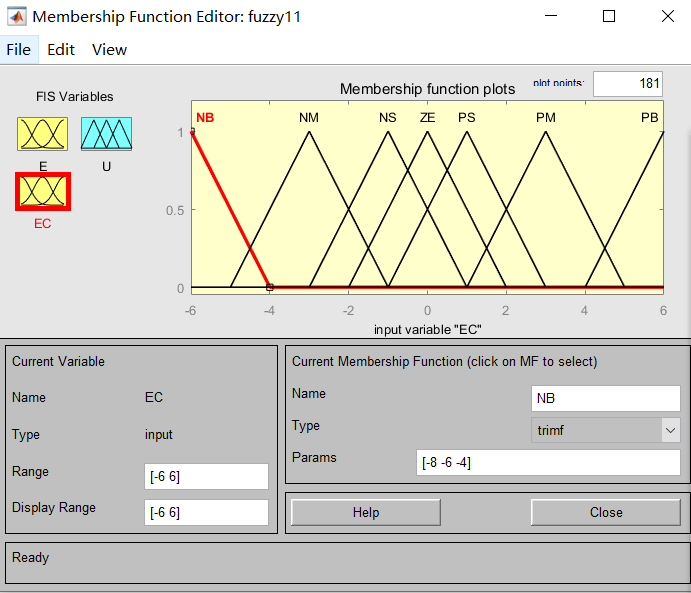 Membership Function Editor: fuzzy11
File Edit View
FIS Variables
E
U
EC
Membership function plots
plot points:
181
NB NM NS ZE PS PM PB
1
0.5
0
-6 -4 -2 0 2 4 6
input variable "EC"
Current Variable
Name EC
Type input
Range [-6 6]
Display Range [-6 6]
Current Membership Function (click on MF to select)
Name NB
Type trimf
Params [-8 -6 -4]
Help Close
Ready